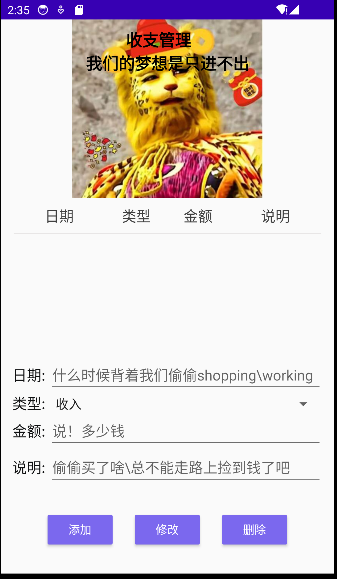 2:35
收支管理
我们的梦想是只进不出
日期 类型 金额 说明
日期: 什么时候背着我们偷偷shopping\working
类型: 收入
金额: 说！多少钱
说明: 偷偷买了啥\总不能走路上捡到钱了吧
添加 修改 删除